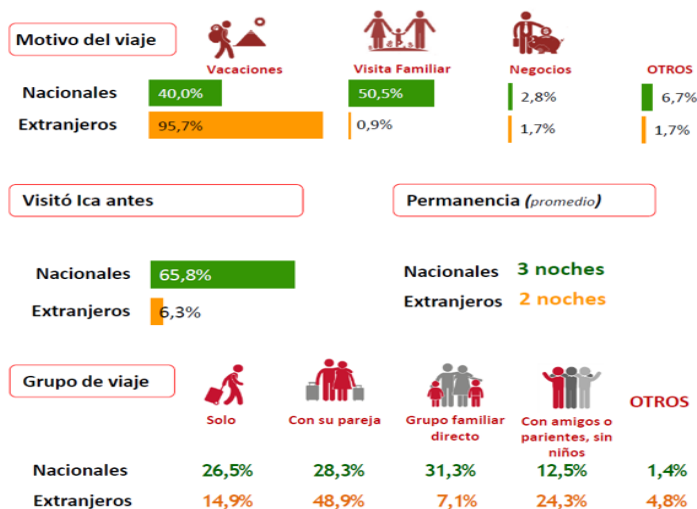 Motivo del viaje
Vacaciones Visita Familiar Negocios OTROS
Nacionales 40,0% 50,5% 2,8% 6,7%
Extranjeros 95,7% 0,9% 1,7% 1,7%
Visitó Ica antes Permanencia (promedio)
Nacionales 65,8% Nacionales 3 noches
Extranjeros 6,3% Extranjeros 2 noches
Grupo de viaje
Solo Con su pareja Grupo familiar Con amigos o OTROS
directo parientes, sin
niños
Nacionales 26,5% 28,3% 31,3% 12,5% 1,4%
Extranjeros 14,9% 48,9% 7,1% 24,3% 4,8%